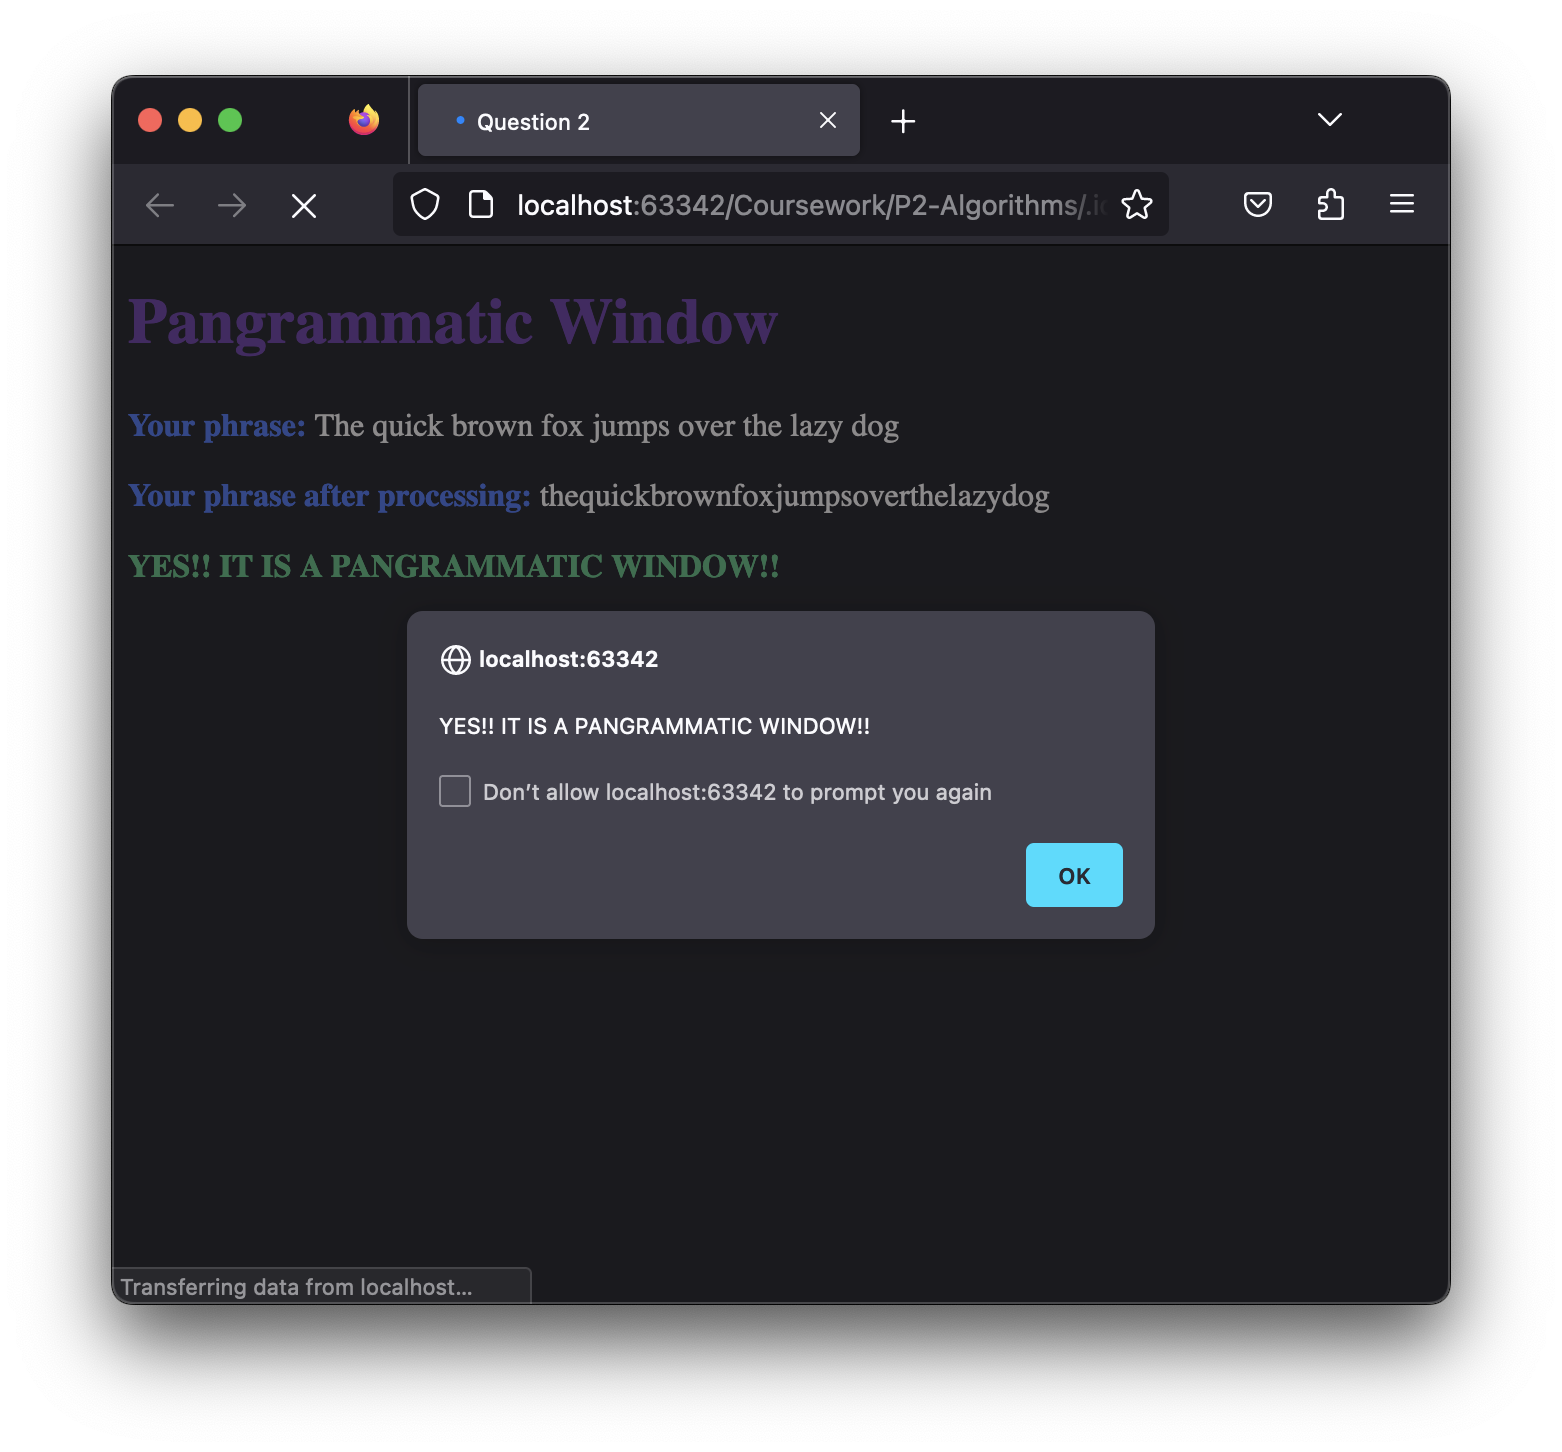 Question 2
localhost:63342/Coursework/P2-Algorithms/.i
Pangrammatic Window
Your phrase: The quick brown fox jumps over the lazy dog
Your phrase after processing: thequickbrownfoxjumpsoverthelazydog
YES!! IT IS A PANGRAMMATIC WINDOW!!
localhost:63342
YES!! IT IS A PANGRAMMATIC WINDOW!!
Don’t allow localhost:63342 to prompt you again
OK
Transferring data from localhost...